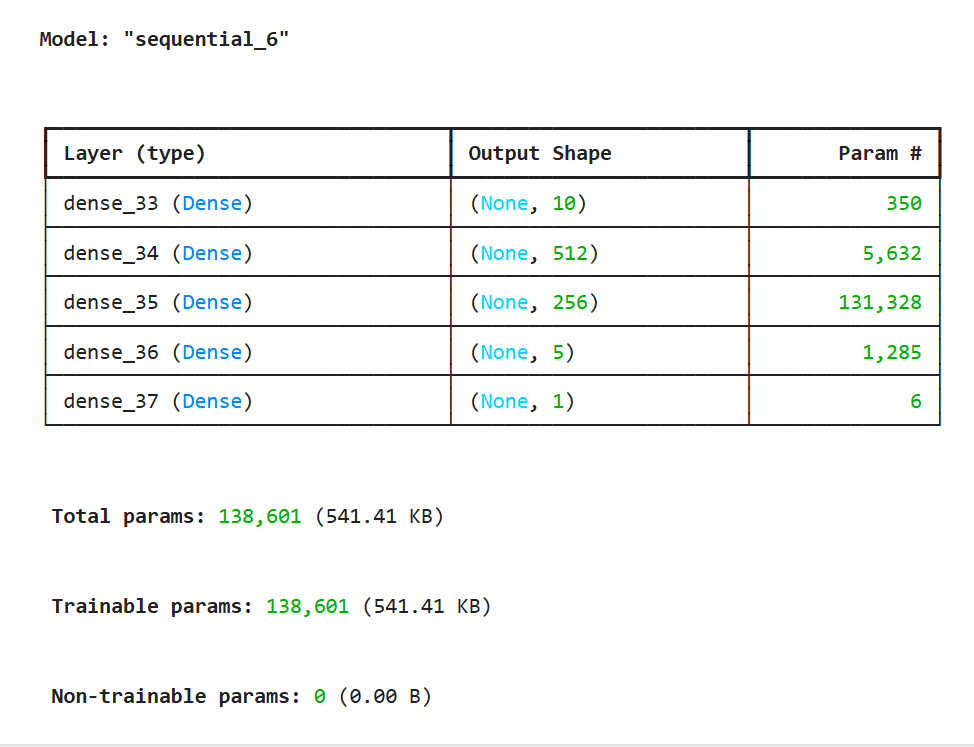 Model: "sequential_6"
Layer (type) Output Shape Param #
dense_33 (Dense) (None, 10) 350
dense_34 (Dense) (None, 512) 5,632
dense_35 (Dense) (None, 256) 131,328
dense_36 (Dense) (None, 5) 1,285
dense_37 (Dense) (None, 1) 6
Total params: 138,601 (541.41 KB)
Trainable params: 138,601 (541.41 KB)
Non-trainable params: 0 (0.00 B)